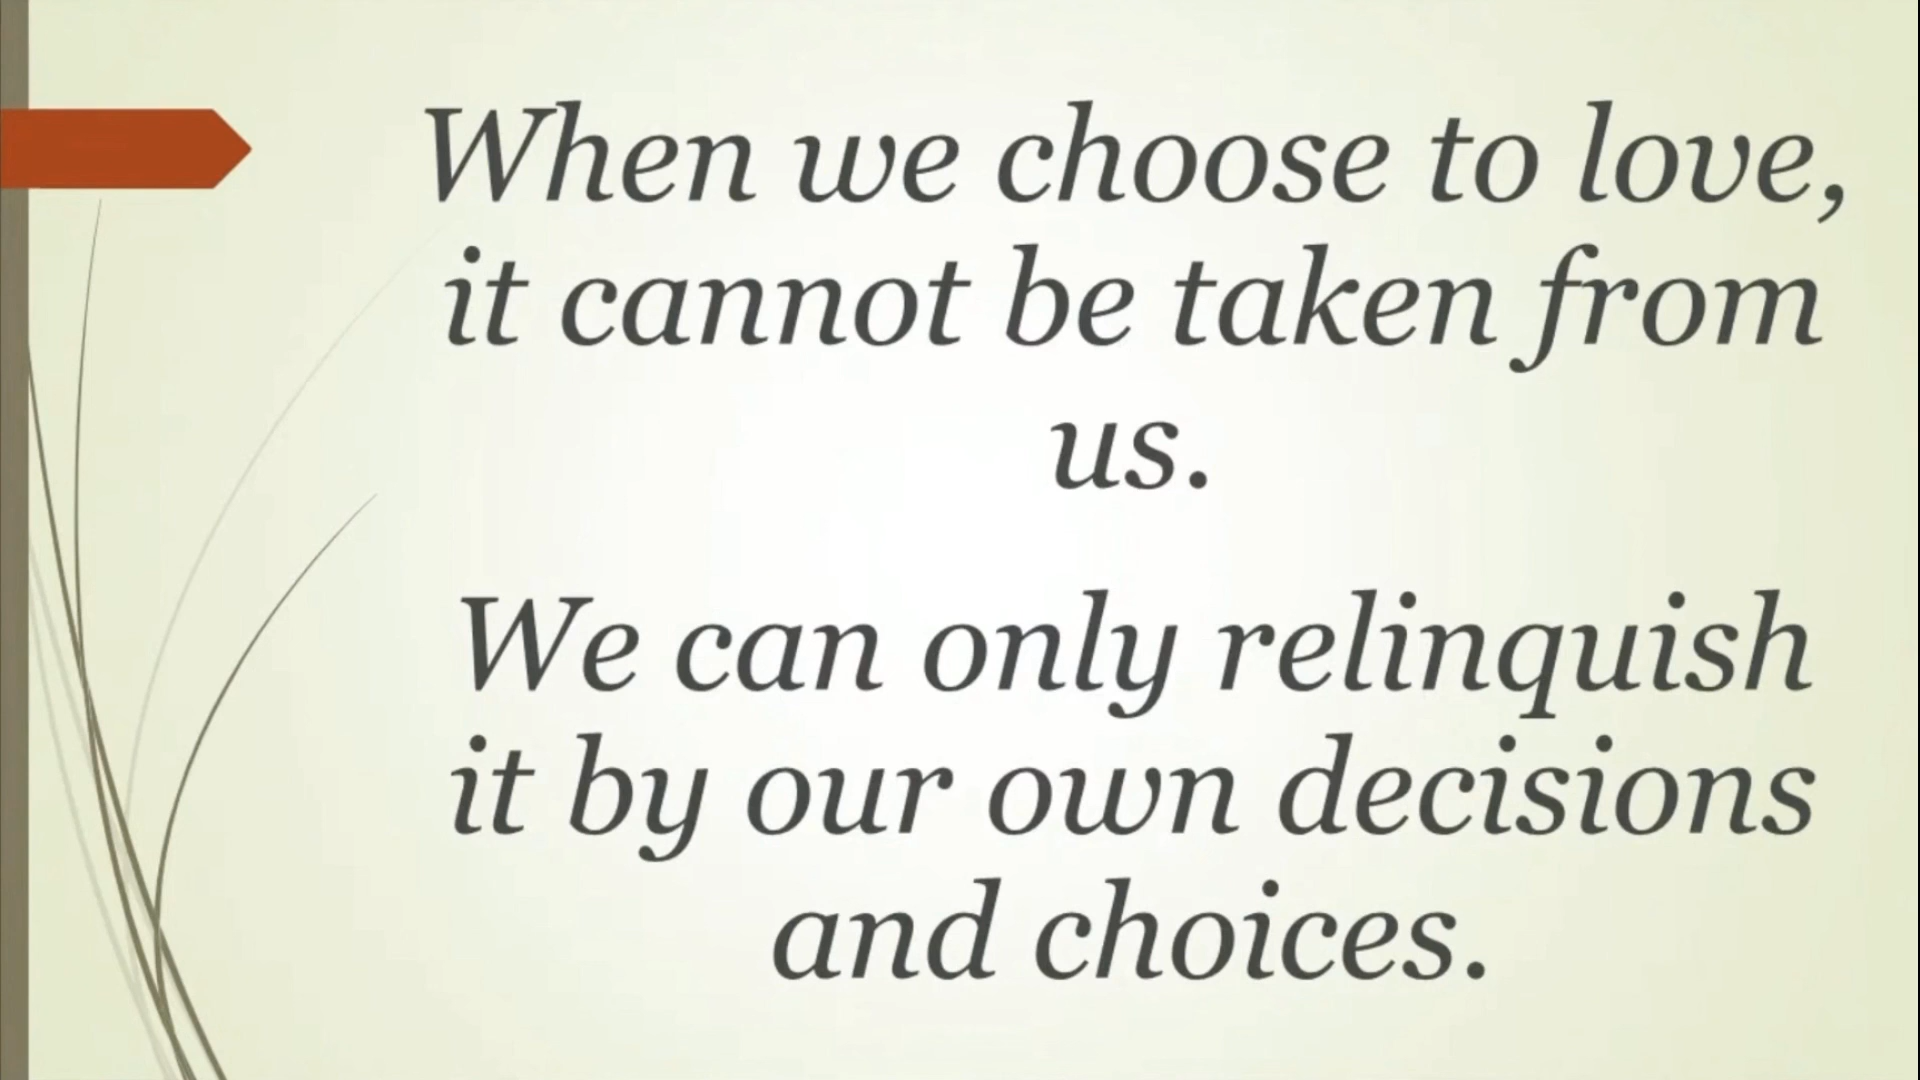 When we choose to love,
it cannot be taken from
us.
We can only relinquish
it by our own decisions
and choices.